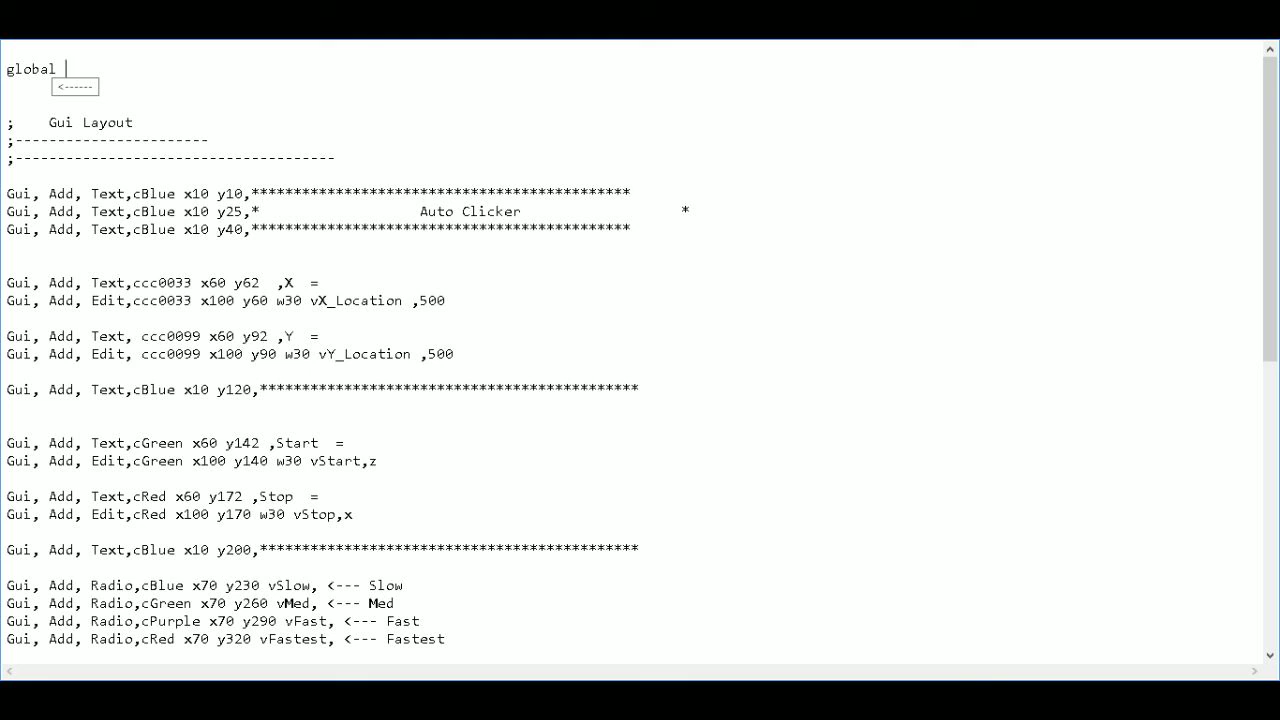 global
<------
;    Gui Layout
;-----------------------
;--------------------------------------
Gui, Add, Text,cBlue x10 y10,*********************************************
Gui, Add, Text,cBlue x10 y25,*                   Auto Clicker                   *
Gui, Add, Text,cBlue x10 y40,*********************************************
Gui, Add, Text,ccc0033 x60 y62  ,X  =
Gui, Add, Edit,ccc0033 x100 y60 w30 vX_Location ,500
Gui, Add, Text, ccc0099 x60 y92 ,Y  =
Gui, Add, Edit, ccc0099 x100 y90 w30 vY_Location ,500
Gui, Add, Text,cBlue x10 y120,*********************************************
Gui, Add, Text,cGreen x60 y142 ,Start  =
Gui, Add, Edit,cGreen x100 y140 w30 vStart,z
Gui, Add, Text,cRed x60 y172 ,Stop  =
Gui, Add, Edit,cRed x100 y170 w30 vStop,x
Gui, Add, Text,cBlue x10 y200,*********************************************
Gui, Add, Radio,cBlue x70 y230 vSlow, <--- Slow
Gui, Add, Radio,cGreen x70 y260 vMed, <--- Med
Gui, Add, Radio,cPurple x70 y290 vFast, <--- Fast
Gui, Add, Radio,cRed x70 y320 vFastest, <--- Fastest